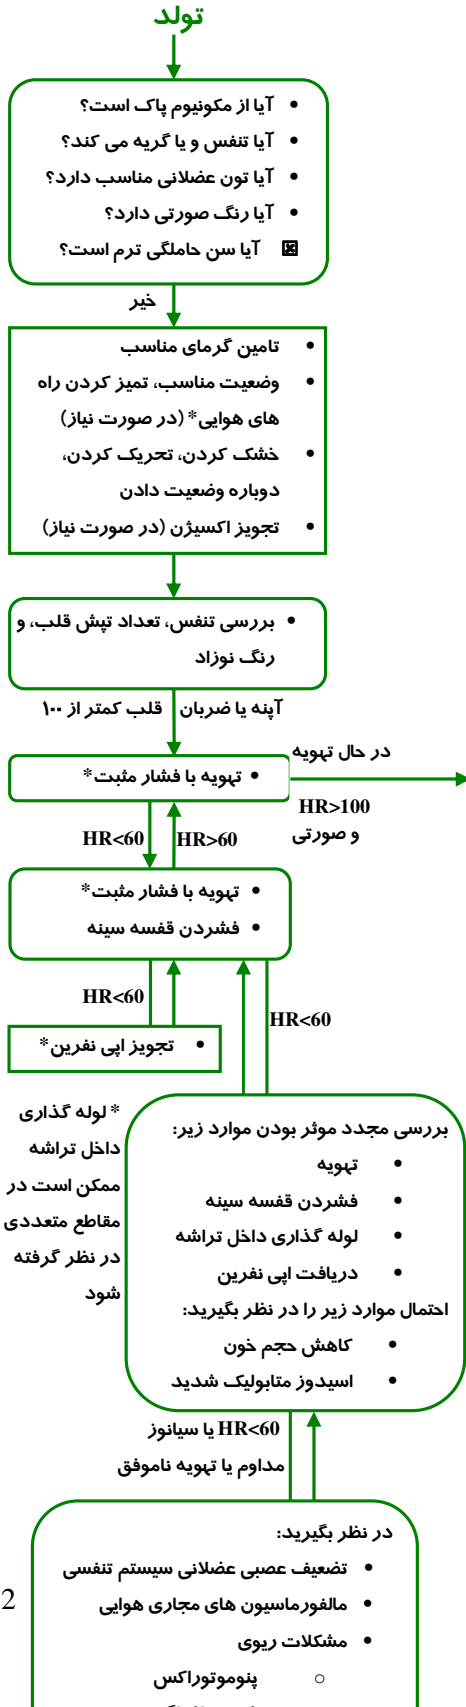 تولد
• آیا از مکونیوم پاک است؟
• آیا تنفس و یا گریه می کند؟
• آیا تون عضلانی مناسب دارد؟
• آیا رنگ صورتی دارد؟
آیا سن حاملگی ترم است؟
خیر
• تامین گرمای مناسب
• وضعیت مناسب، تمیز کردن راه
های هوایی* (در صورت نیاز)
• خشک کردن، تحریک کردن،
دوباره وضعیت دادن
• تجویز اکسیژن (در صورت نیاز)
• بررسی تنفس، تعداد تپش قلب، و
رنگ نوزاد
آپنه یا ضربان قلب کمتر از ۱۰۰
در حال تهویه
• تهویه با فشار مثبت*
HR>100
و صورتی
HR<60 HR>60
• تهویه با فشار مثبت*
• فشردن قفسه سینه
HR<60
HR<60
• تجویز اپی نفرین*
* لوله گذاری
داخل تراشه
ممکن است در
مقاطع متعددی
در نظر گرفته
شود
بررسی مجدد موثر بودن موارد زیر:
• تهویه
• فشردن قفسه سینه
• لوله گذاری داخل تراشه
• دریافت اپی نفرین
احتمال موارد زیر را در نظر بگیرید:
• کاهش حجم خون
• اسیدوز متابولیک شدید
HR<60 یا سیانوز
مداوم یا تهویه ناموفق
در نظر بگیرید:
• تضعیف عصبی عضلانی سیستم تنفسی
• مالفورماسیون های مجاری هوایی
2
• مشکلات ریوی
○ پنوموتوراکس